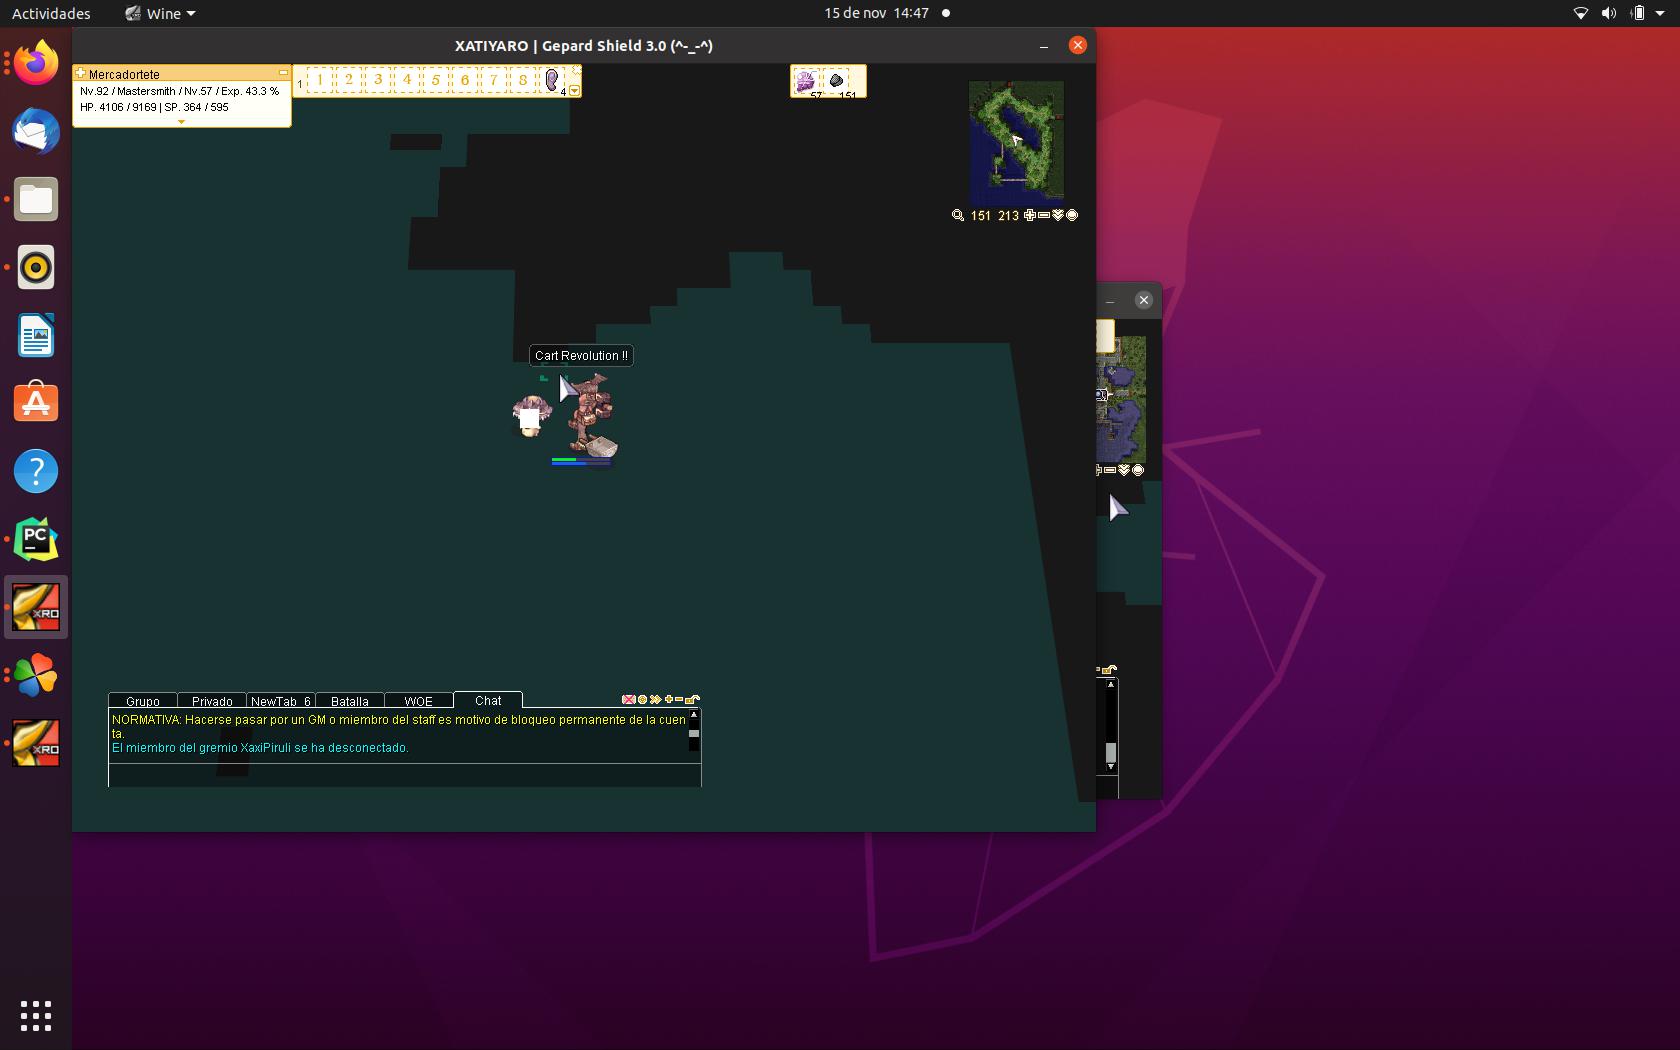 Actividades
Wine
15 de nov 14:47
XATIYARO | Gepard Shield 3.0 (^-_-^)
Mercadortete
Nv.92 / Mastersmith / Nv.57 / Exp. 43.3 %
HP. 4106 / 9169 | SP. 364 / 595
1 1 2 3 4 5 6 7 8 4
57 151
151 213
Cart Revolution !!
?
PC
XRO
XRO
Grupo Privado NewTab 6 Batalla WOE Chat
NORMATIVA: Hacerse pasar por un GM o miembro del staff es motivo de bloqueo permanente de la cuen
ta.
El miembro del gremio XaxiPiruli se ha desconectado.